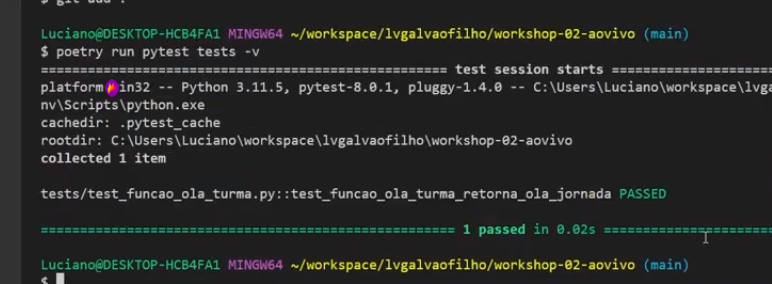 $ git add .
Luciano@DESKTOP-HCB4FA1 MINGW64 ~/workspace/lvgalvaofilho/workshop-02-aovivo (main)
$ poetry run pytest tests -v
================================================== test session starts ====================
platform in32 -- Python 3.11.5, pytest-8.0.1, pluggy-1.4.0 -- C:\Users\Luciano\workspace\lvga
nv\Scripts\python.exe
cachedir: .pytest_cache
rootdir: C:\Users\Luciano\workspace\lvgalvaofilho\workshop-02-aovivo
collected 1 item
tests/test_funcao_ola_turma.py::test_funcao_ola_turma_retorna_ola_jornada PASSED
=================================================== 1 passed in 0.02s =====================
Luciano@DESKTOP-HCB4FA1 MINGW64 ~/workspace/lvgalvaofilho/workshop-02-aovivo (main)
$